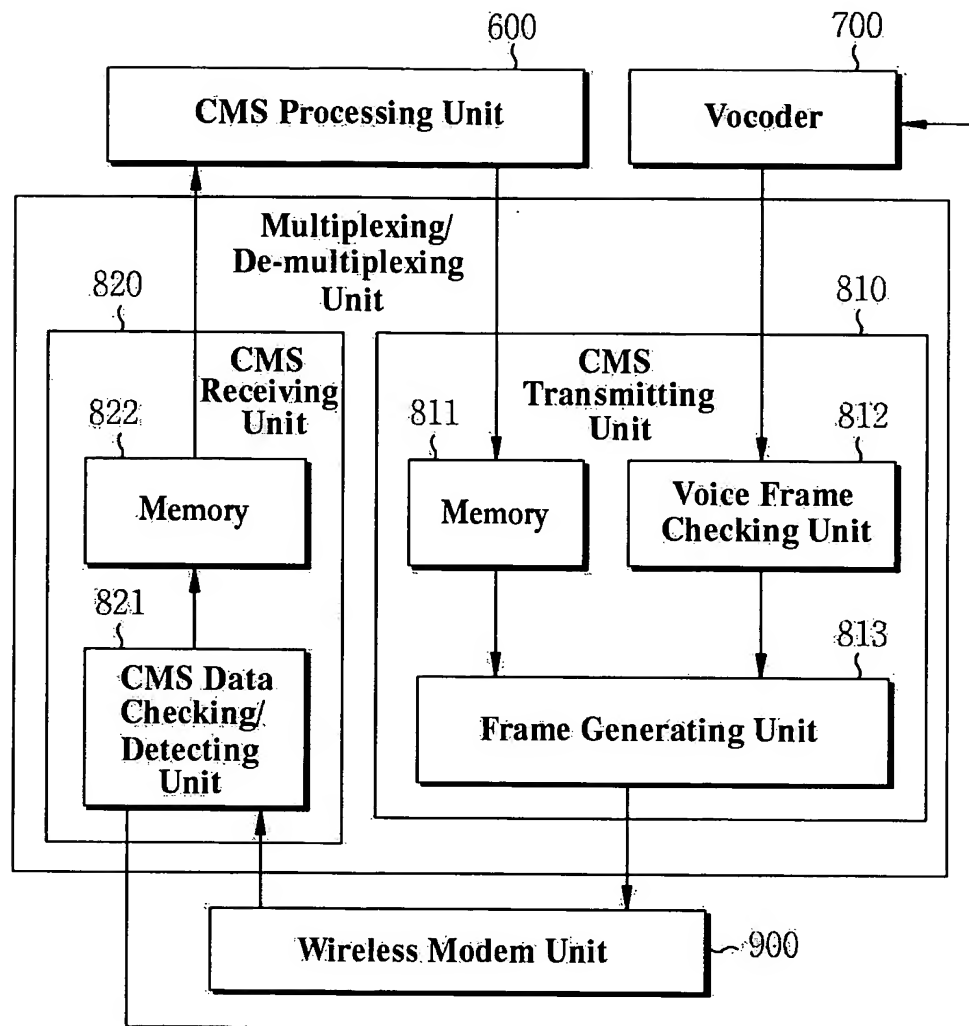 600
700
CMS Processing Unit
Vocoder
Multiplexing/
De-multiplexing
Unit
820
810
CMS
Receiving
Unit
CMS
Transmitting
Unit
822
811
812
Memory
Memory
Voice Frame
Checking Unit
821
813
CMS Data
Checking/
Detecting
Unit
Frame Generating Unit
Wireless Modem Unit
900